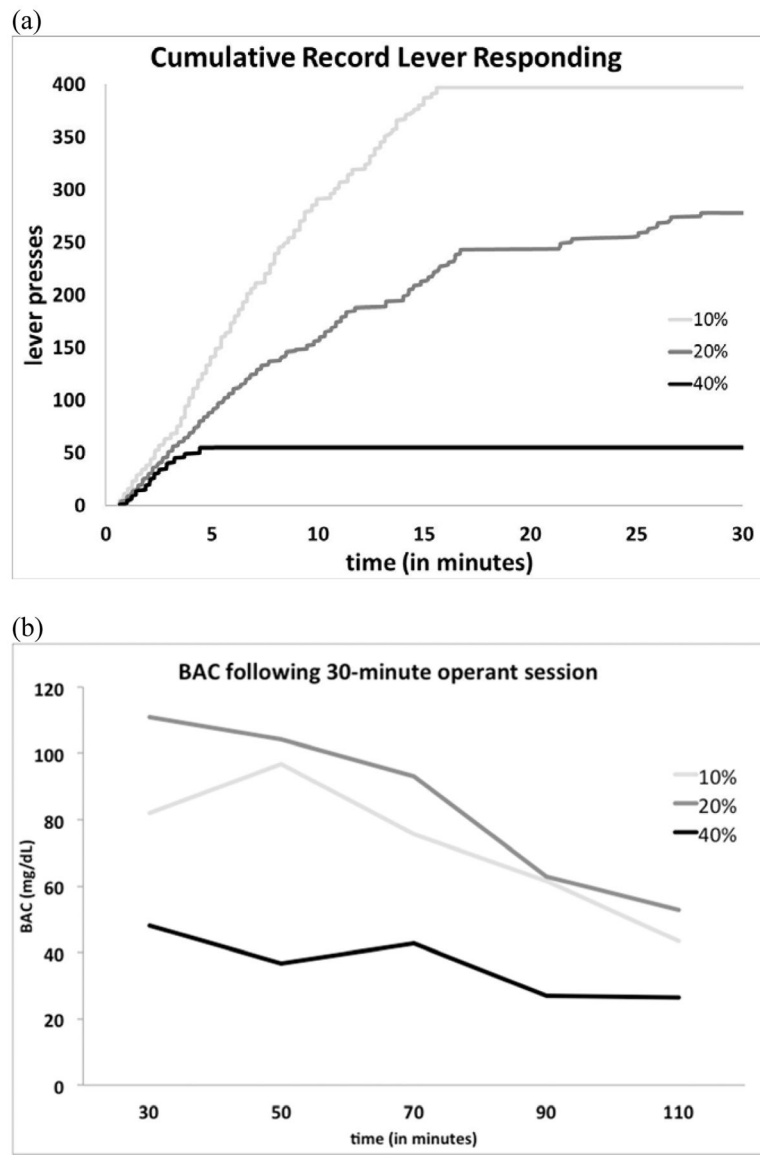 (a)
Cumulative Record Lever Responding
400
350
300
250
200
150
100
50
0
lever presses
10%
20%
40%
0 5 10 15 20 25 30
time (in minutes)
(b)
BAC following 30-minute operant session
120
100
80
60
40
20
0
BAC (mg/dL)
10%
20%
40%
30 50 70 90 110
time (in minutes)